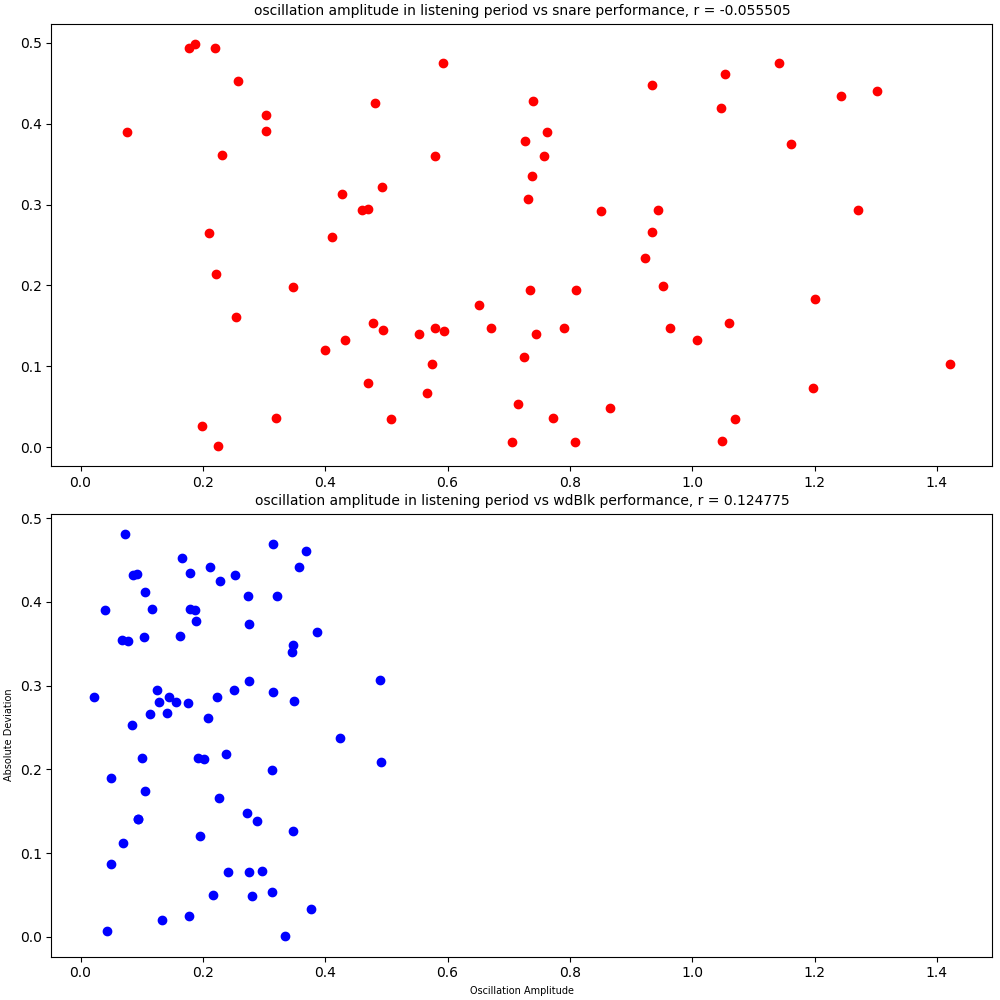 oscillation amplitude in listening period vs snare performance, r = -0.055505
0.5
0.4
0.3
0.2
0.1
0.0
0.0 0.2 0.4 0.6 0.8 1.0 1.2 1.4
oscillation amplitude in listening period vs wdBlk performance, r = 0.124775
0.5
0.4
0.3
0.2
0.1
0.0
Absolute Deviation
0.0 0.2 0.4 0.6 0.8 1.0 1.2 1.4
Oscillation Amplitude